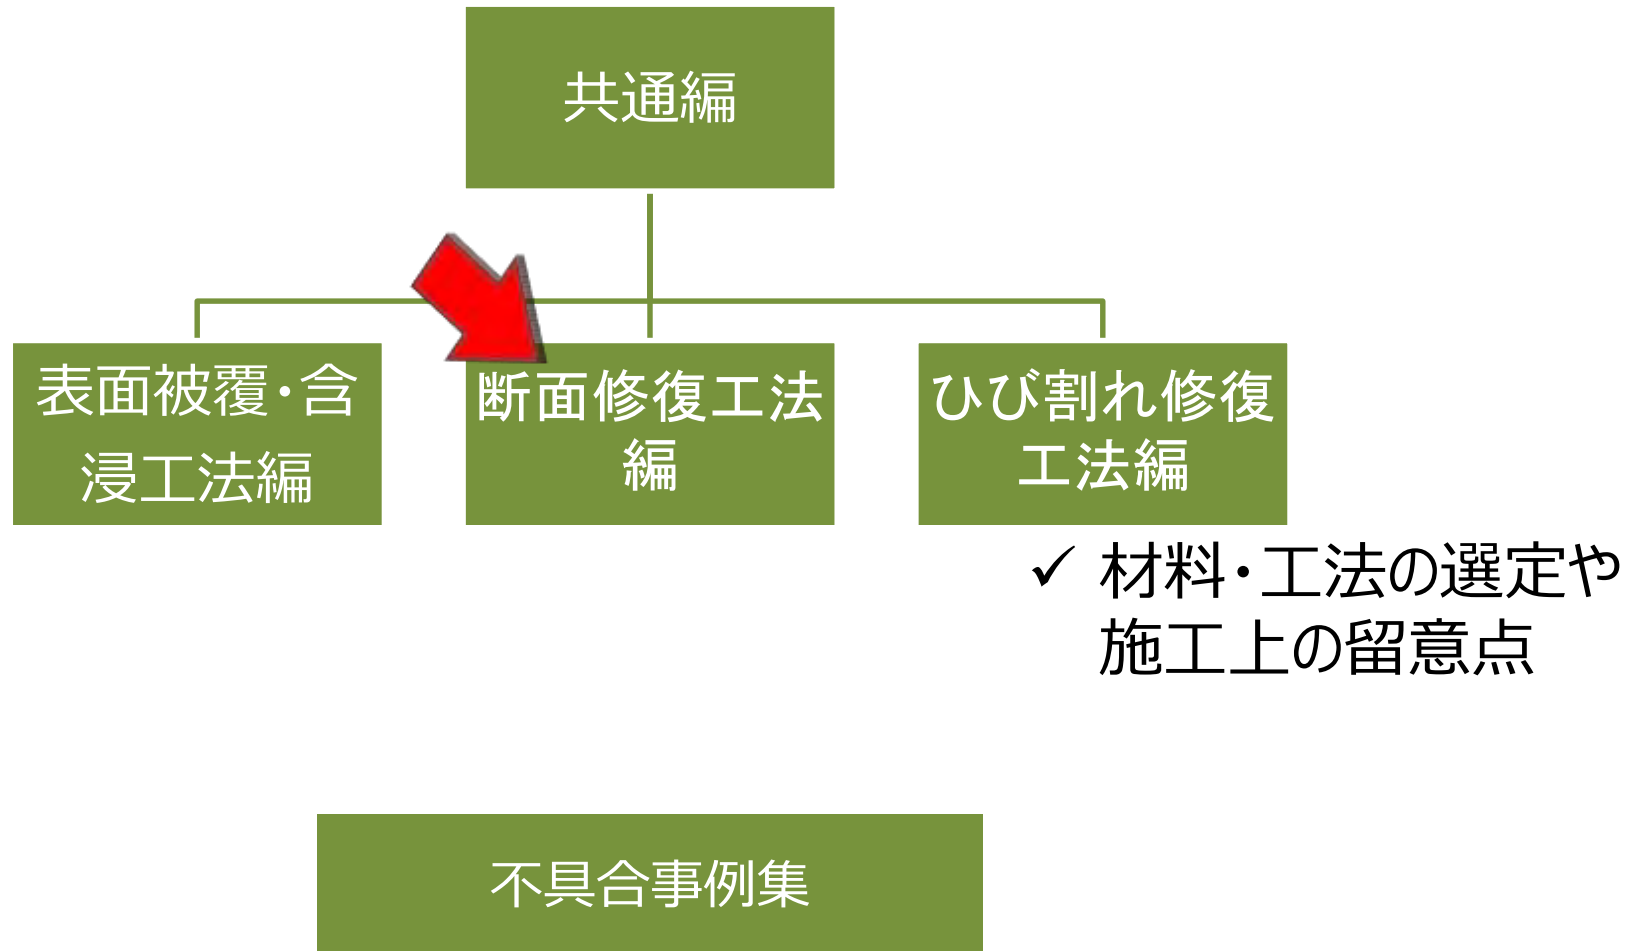 共通編
表面被覆・含
浸工法編
断面修復工法
編
ひび割れ修復
工法編
✓ 材料・工法の選定や
施工上の留意点
不具合事例集